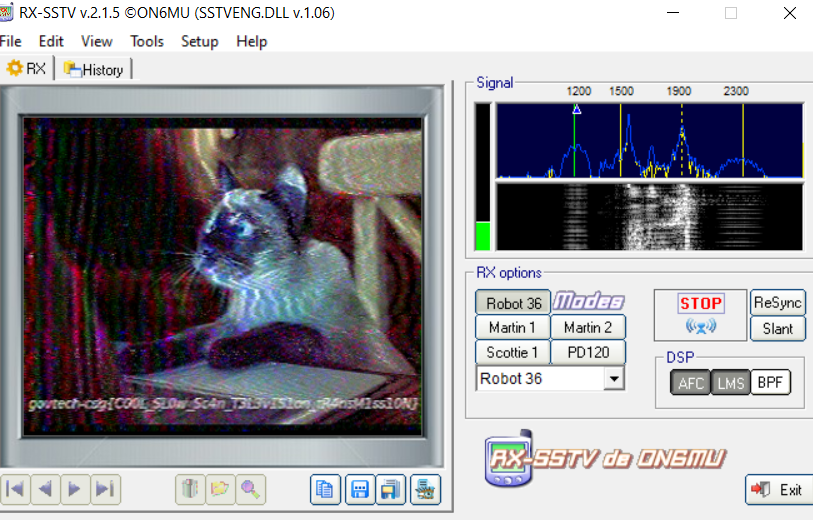 RX-SSTV v.2.1.5 ©ON6MU (SSTVENG.DLL v.1.06)
File Edit View Tools Setup Help
RX History
Signal
1200 1500 1900 2300
govtech-csg{C00L_SL0w_Sc4n_T3L3vIS1on_tR4nsM1ss10N}
RX options
Robot 36 Modes
Martin 1 Martin 2
Scottie 1 PD120
Robot 36
STOP
ReSync
Slant
DSP
AFC LMS BPF
RX-SSTV de ON6MU
Exit